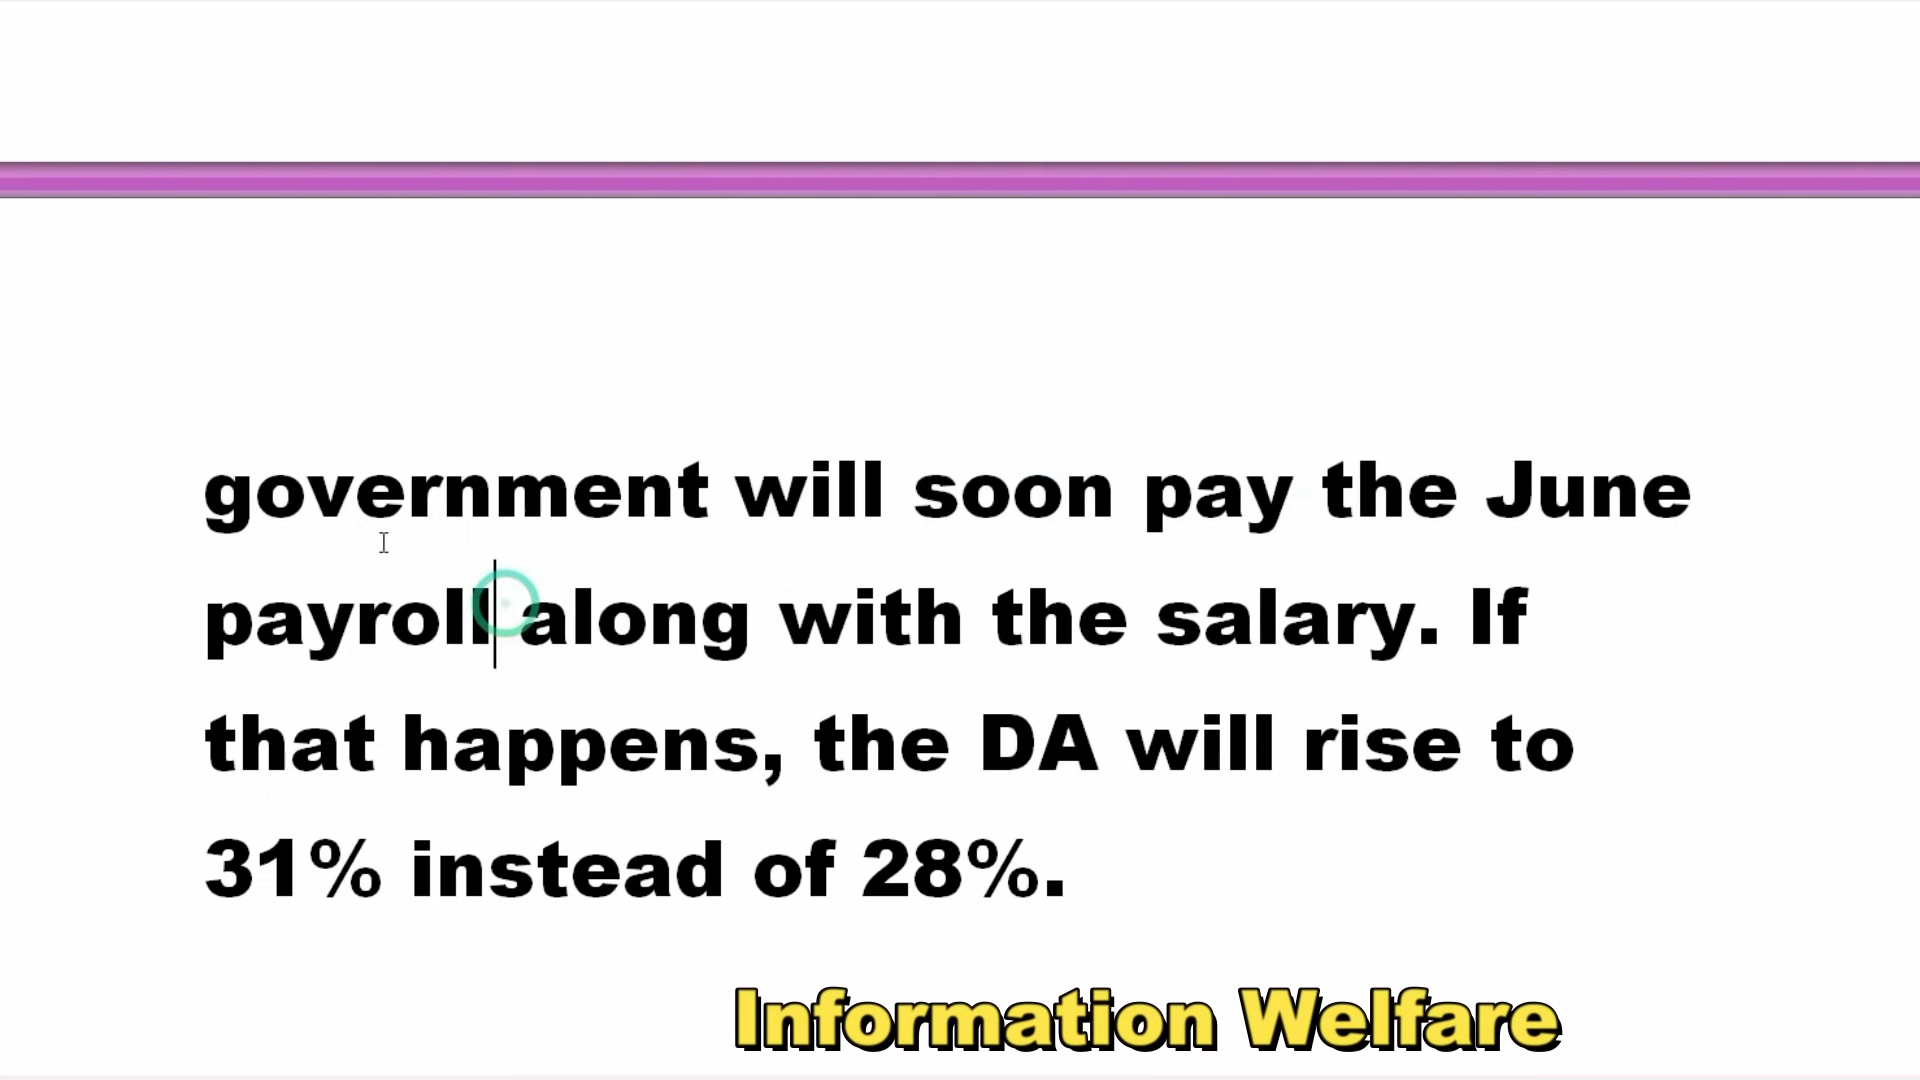 government will soon pay the June
payroll along with the salary. If
that happens, the DA will rise to
31% instead of 28%.
Information Welfare